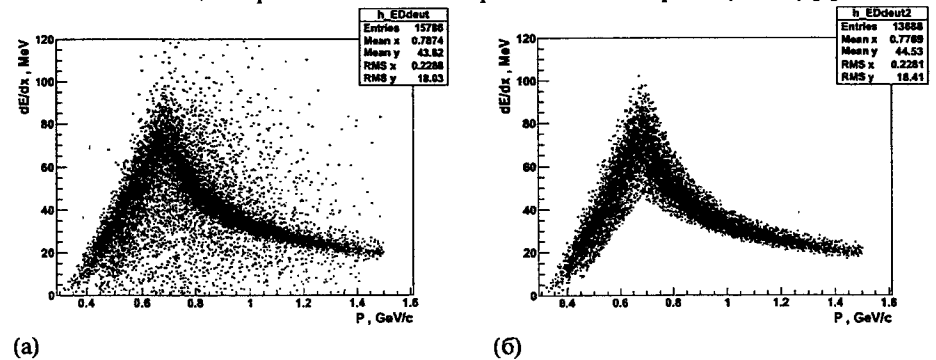 h_EDdeut
Entries 15786
Mean x 0.7874
Mean y 43.62
RMS x 0.2288
RMS y 18.03
120
100
80
60
40
20
0
dE/dx , MeV
0.4 0.6 0.8 1 1.2 1.4 1.6
P , GeV/c
(а)
h_EDdeut2
Entries 13688
Mean x 0.7769
Mean y 44.53
RMS x 0.2281
RMS y 18.41
120
100
80
60
40
20
0
dE/dx , MeV
0.4 0.6 0.8 1 1.2 1.4 1.6
P , GeV/c
(б)